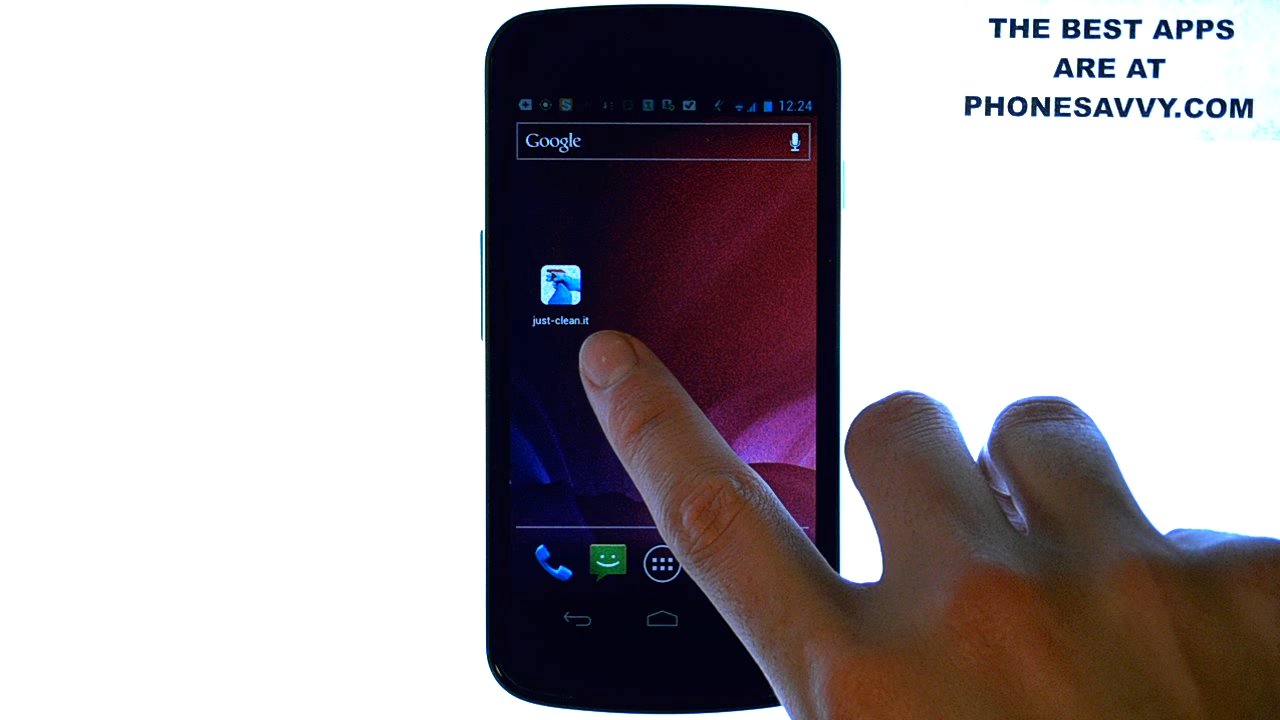 THE BEST APPS
ARE AT
PHONESAVVY.COM
12:24
Google
just-clean.it